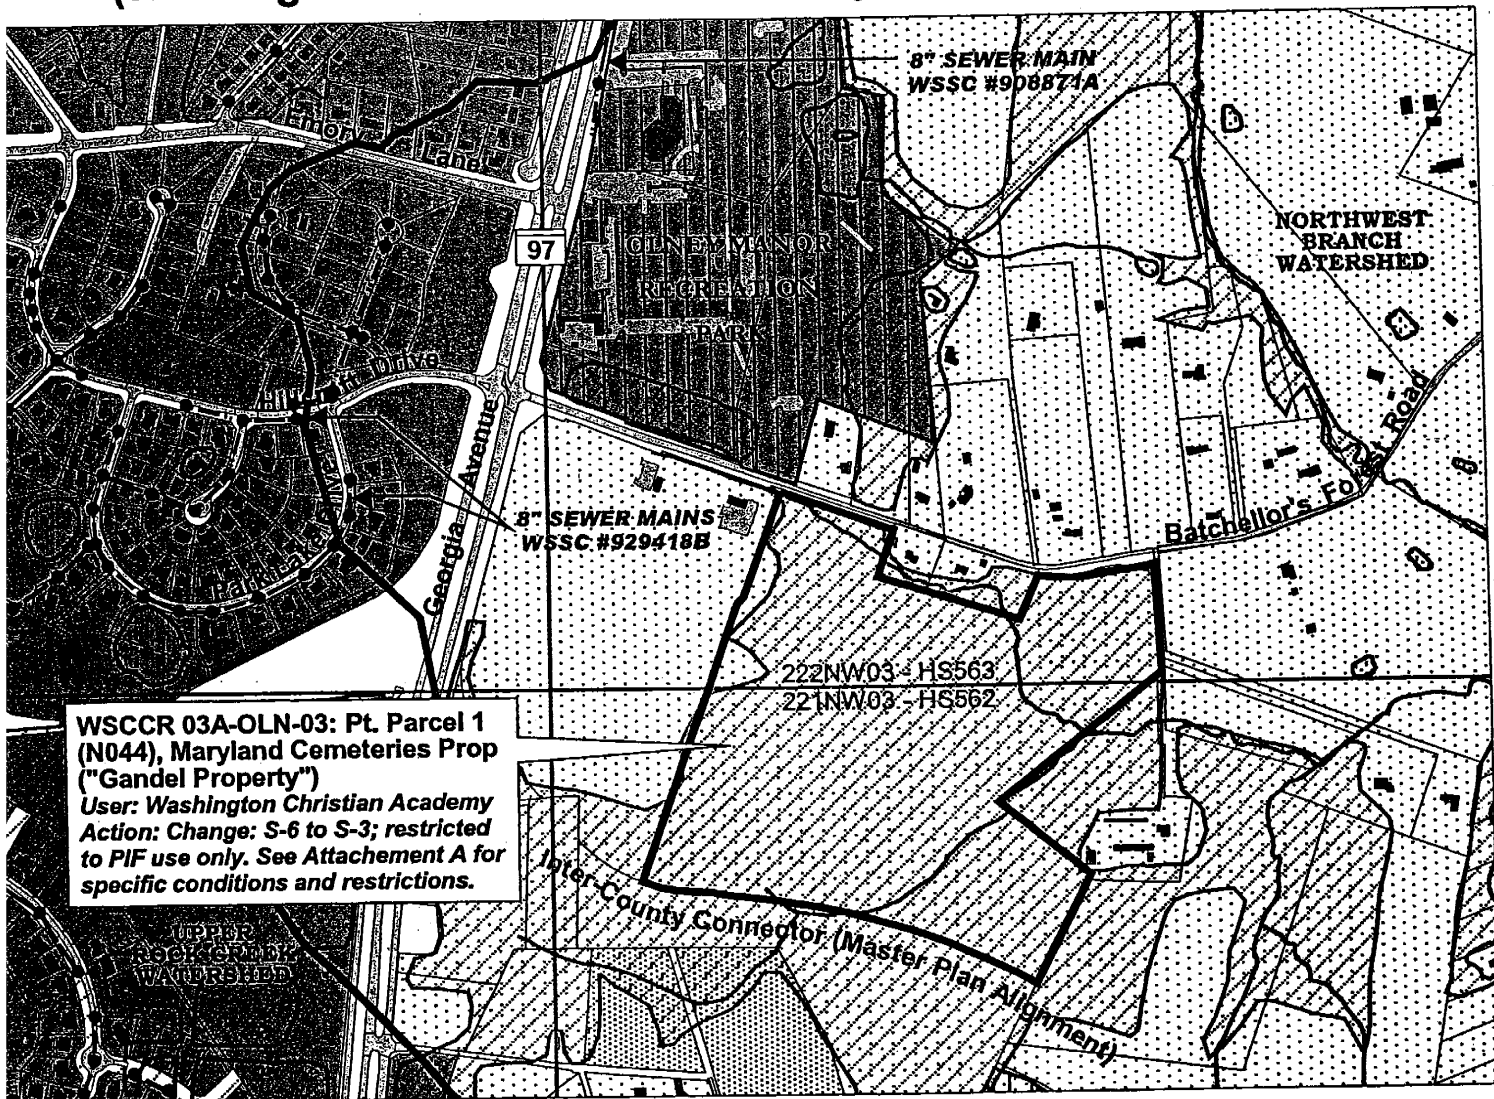 8" SEWER MAIN
WSSC #908871A
Emory
Lane
97
OLNEY MANOR
RECREATION
PARK
NORTHWEST
BRANCH
WATERSHED
Drive
Georgia Avenue
8" SEWER MAINS
WSSC #929418B
Batchellor's Forest Road
222NW03 - HS563
221NW03 - HS562
WSCCR 03A-OLN-03: Pt. Parcel 1
(N044), Maryland Cemeteries Prop
("Gandel Property")
User: Washington Christian Academy
Action: Change: S-6 to S-3; restricted
to PIF use only. See Attachement A for
specific conditions and restrictions.
Inter-County Connector (Master Plan Alignment)
UPPER
ROCK CREEK
WATERSHED